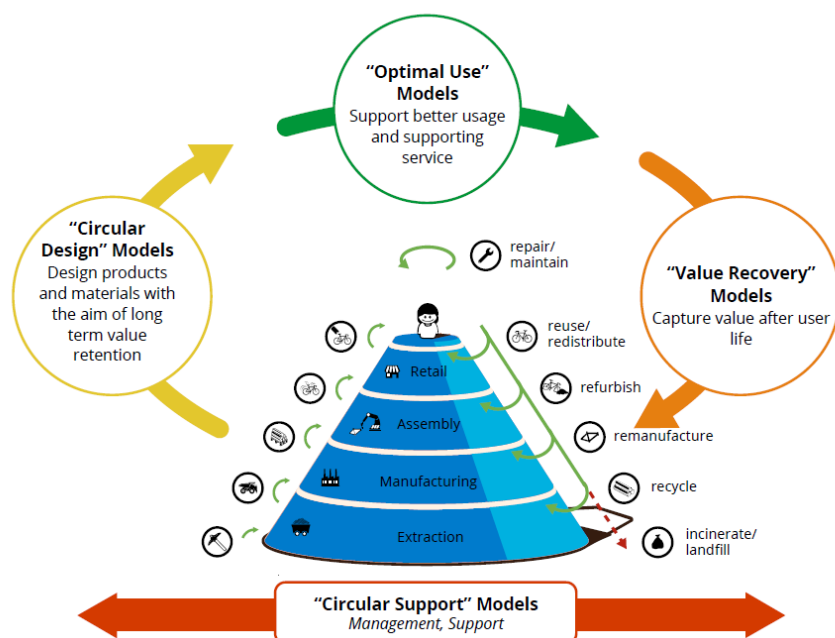 “Optimal Use”
Models
Support better usage
and supporting
service
“Circular
Design” Models
Design products
and materials with
the aim of long
term value
retention
“Value Recovery”
Models
Capture value after user
life
repair/
maintain
reuse/
redistribute
refurbish
remanufacture
recycle
incinerate/
landfill
Retail
Assembly
Manufacturing
Extraction
“Circular Support” Models
Management, Support